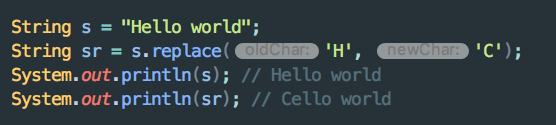 String s = "Hello world";
String sr = s.replace( oldChar: 'H', newChar: 'C');
System.out.println(s); // Hello world
System.out.println(sr); // Cello world